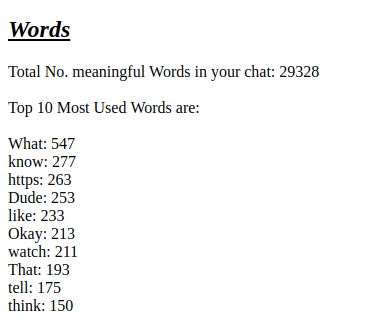 Words
Total No. meaningful Words in your chat: 29328
Top 10 Most Used Words are:
What: 547
know: 277
https: 263
Dude: 253
like: 233
Okay: 213
watch: 211
That: 193
tell: 175
think: 150